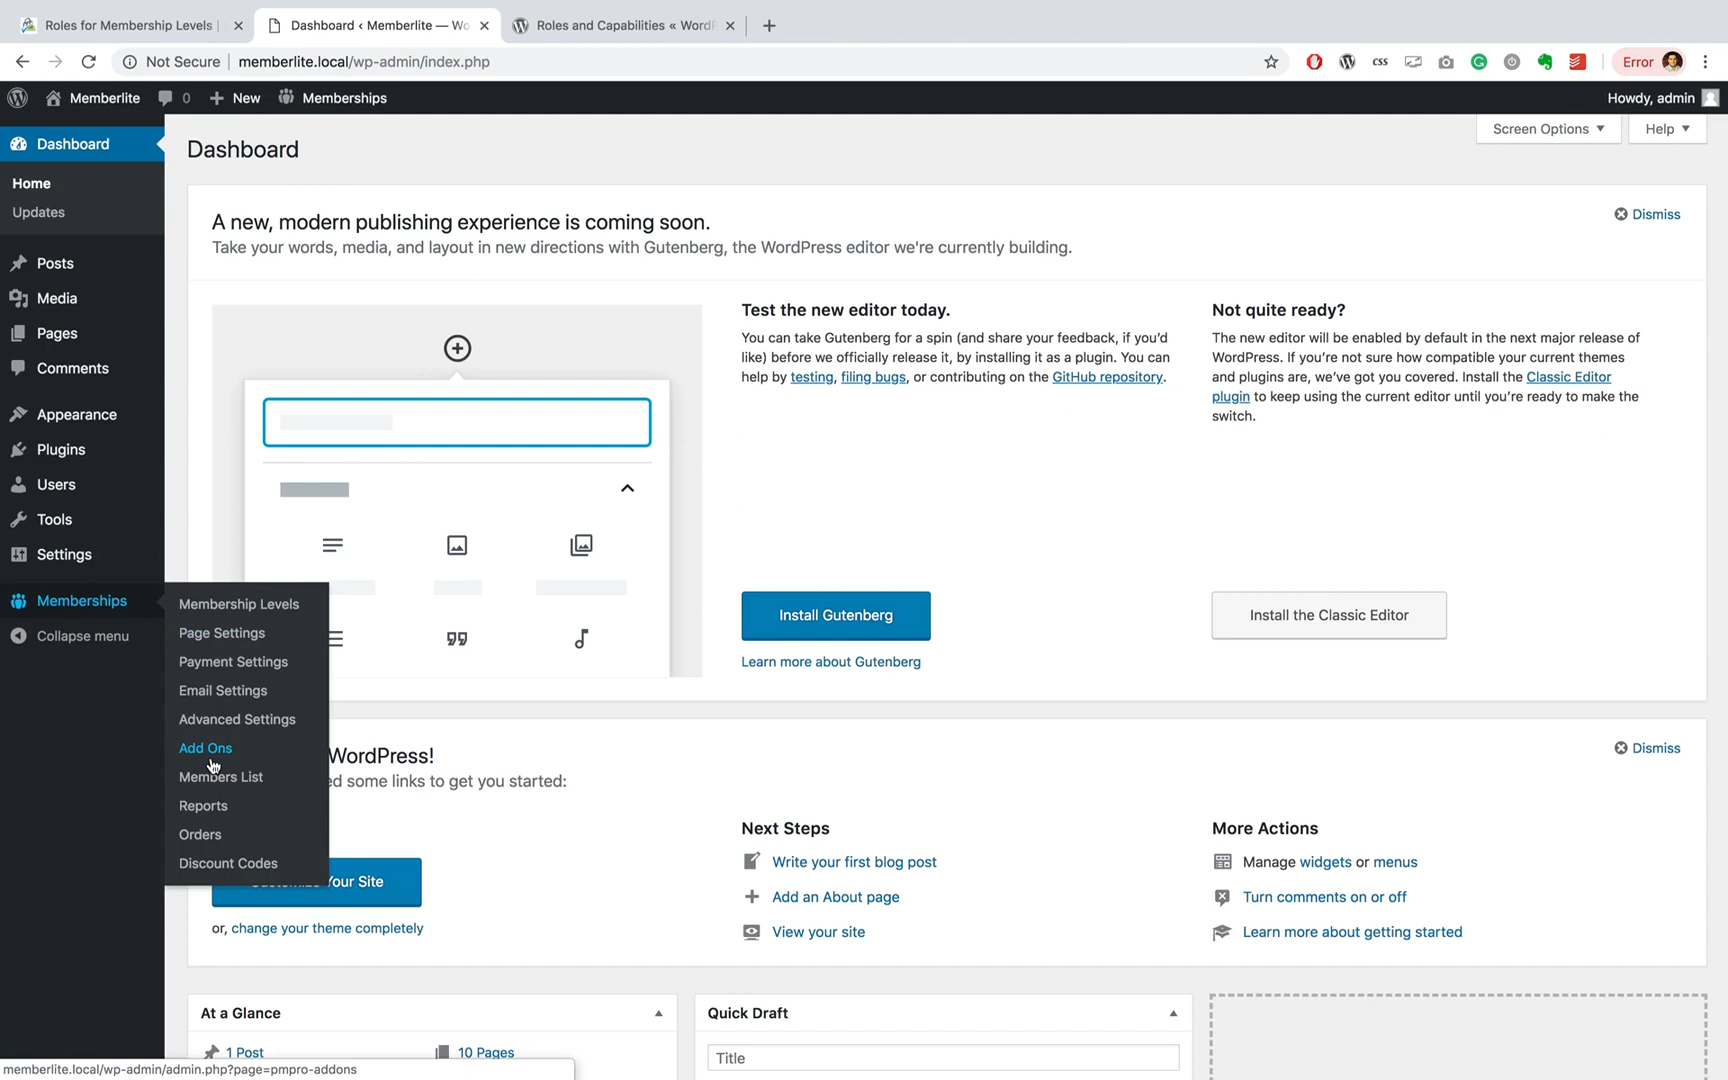 Roles for Membership Levels |
Dashboard ‹ Memberlite — Wo
Roles and Capabilities « WordP
Not Secure
memberlite.local/wp-admin/index.php
css
Error
Memberlite
0
New
Memberships
Howdy, admin
Dashboard
Home
Updates
Posts
Media
Pages
Comments
Appearance
Plugins
Users
Tools
Settings
Memberships
Collapse menu
Membership Levels
Page Settings
Payment Settings
Email Settings
Advanced Settings
Add Ons
Members List
Reports
Orders
Discount Codes
Screen Options
Help
Dashboard
A new, modern publishing experience is coming soon.
Dismiss
Take your words, media, and layout in new directions with Gutenberg, the WordPress editor we're currently building.
Test the new editor today.
You can take Gutenberg for a spin (and share your feedback, if you'd
like) before we officially release it, by installing it as a plugin. You can
help by testing, filing bugs, or contributing on the GitHub repository.
Install Gutenberg
Learn more about Gutenberg
Not quite ready?
The new editor will be enabled by default in the next major release of
WordPress. If you're not sure how compatible your current themes
and plugins are, we've got you covered. Install the Classic Editor
plugin to keep using the current editor until you're ready to make the
switch.
Install the Classic Editor
WordPress!
Dismiss
ed some links to get you started:
Your Site
or, change your theme completely
Next Steps
Write your first blog post
Add an About page
View your site
More Actions
Manage widgets or menus
Turn comments on or off
Learn more about getting started
At a Glance
1 Post
10 Pages
Quick Draft
Title
memberlite.local/wp-admin/admin.php?page=pmpro-addons